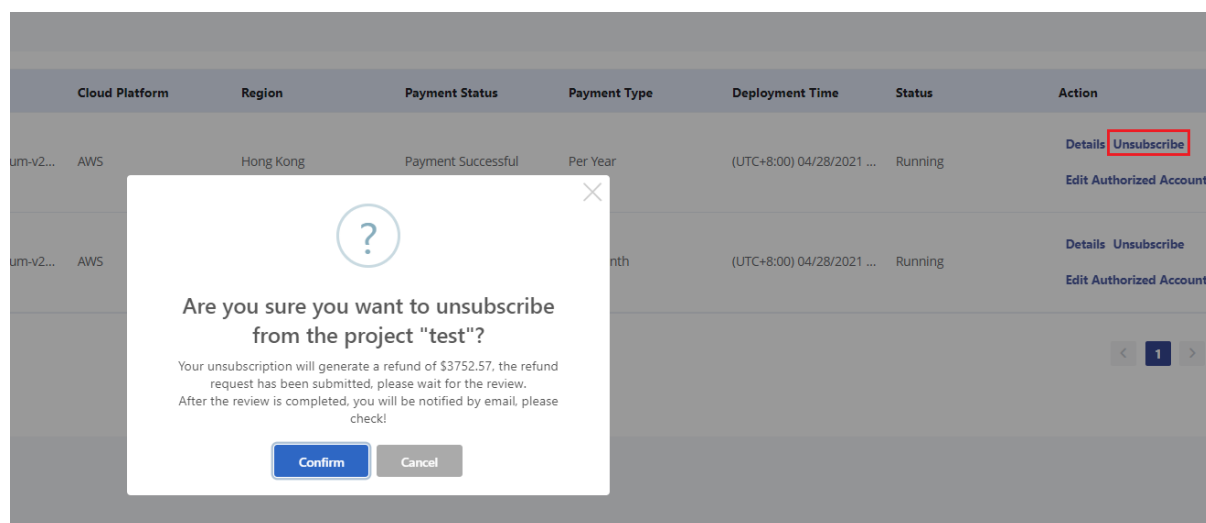 Cloud Platform Region Payment Status Payment Type Deployment Time Status Action
Details Unsubscribe
um-v2... AWS Hong Kong Payment Successful Per Year (UTC+8:00) 04/28/2021 ... Running
Edit Authorized Account
?
Details Unsubscribe
um-v2... AWS nth (UTC+8:00) 04/28/2021 ... Running
Edit Authorized Account
Are you sure you want to unsubscribe
from the project "test"?
Your unsubscription will generate a refund of $3752.57, the refund
request has been submitted, please wait for the review.
After the review is completed, you will be notified by email, please
check!
Confirm Cancel
< 1 >